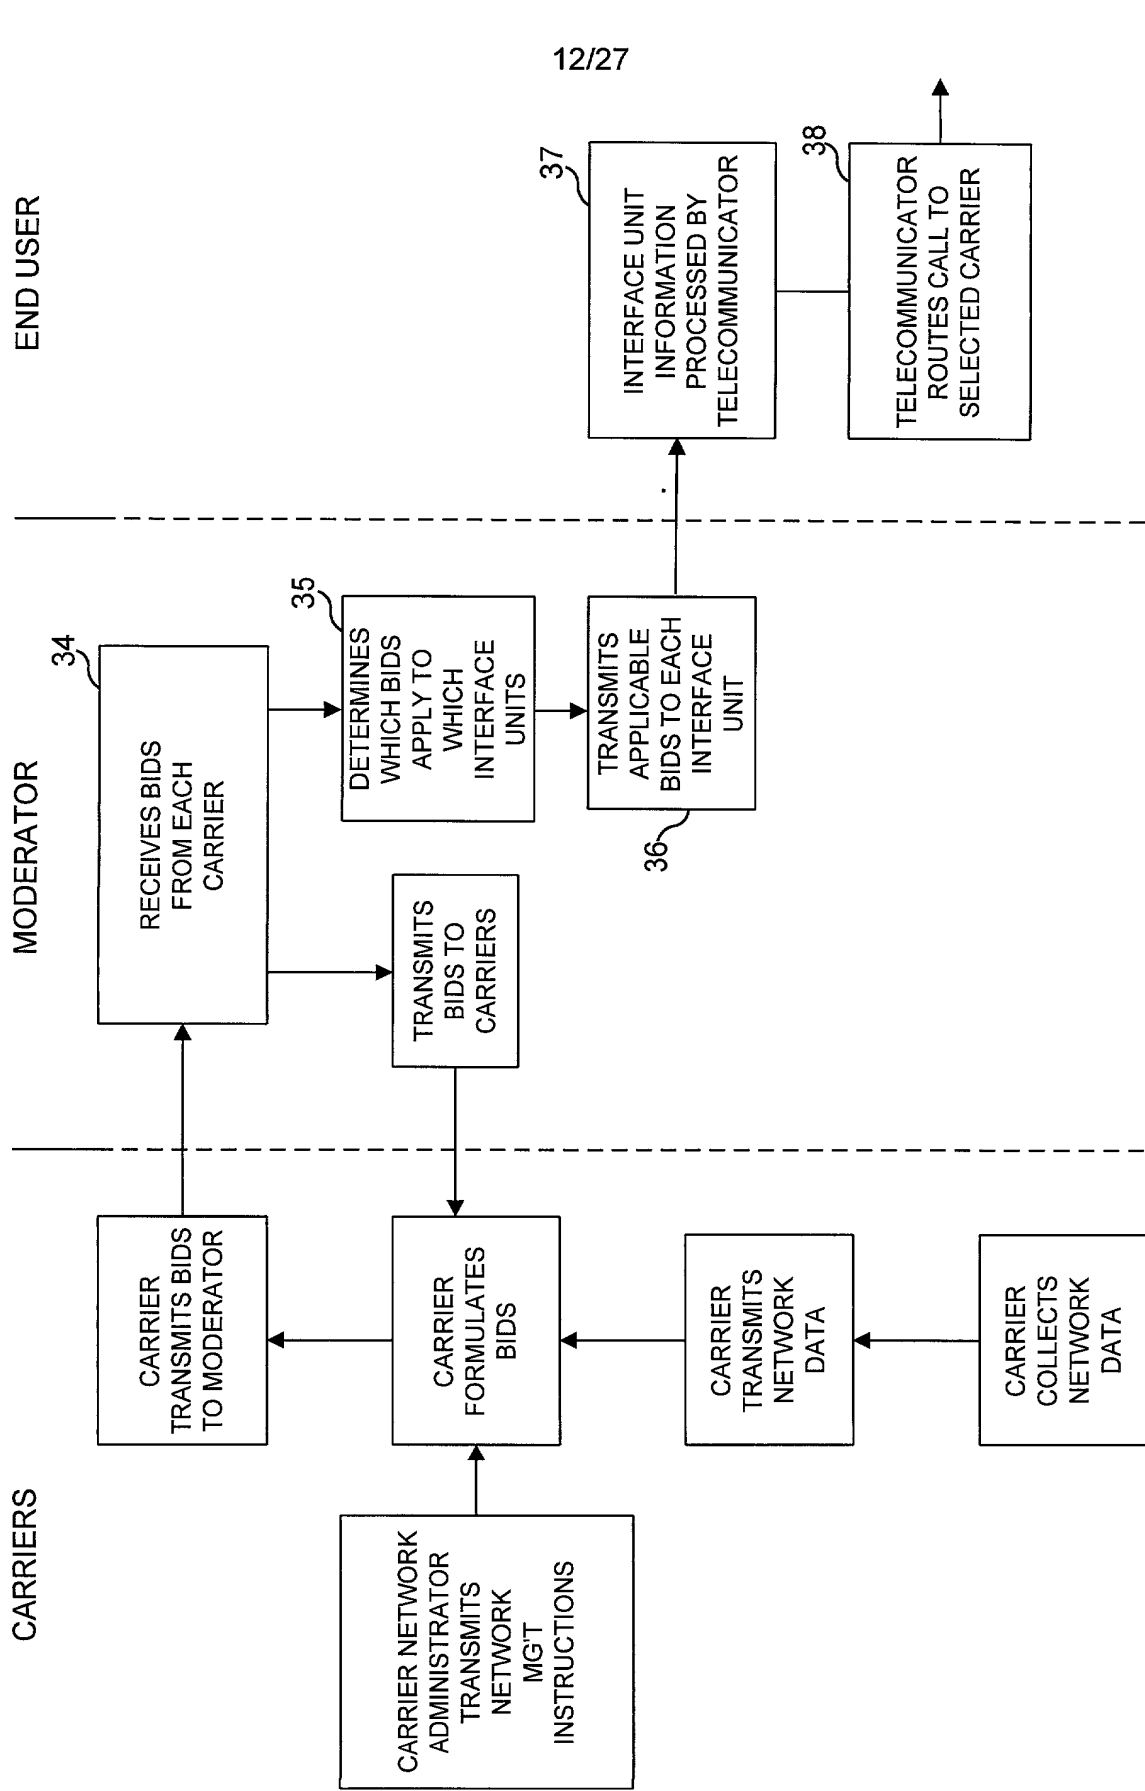 12/27
CARRIERS
MODERATOR
END USER
CARRIER
TRANSMITS BIDS
TO MODERATOR
CARRIER NETWORK
ADMINISTRATOR
TRANSMITS
NETWORK
MG'T
INSTRUCTIONS
CARRIER
FORMULATES
BIDS
CARRIER
TRANSMITS
NETWORK
DATA
CARRIER
COLLECTS
NETWORK
DATA
34
RECEIVES BIDS
FROM EACH
CARRIER
TRANSMITS
BIDS TO
CARRIERS
35
DETERMINES
WHICH BIDS
APPLY TO
WHICH
INTERFACE
UNITS
36
TRANSMITS
APPLICABLE
BIDS TO EACH
INTERFACE
UNIT
37
INTERFACE UNIT
INFORMATION
PROCESSED BY
TELECOMMUNICATOR
38
TELECOMMUNICATOR
ROUTES CALL TO
SELECTED CARRIER